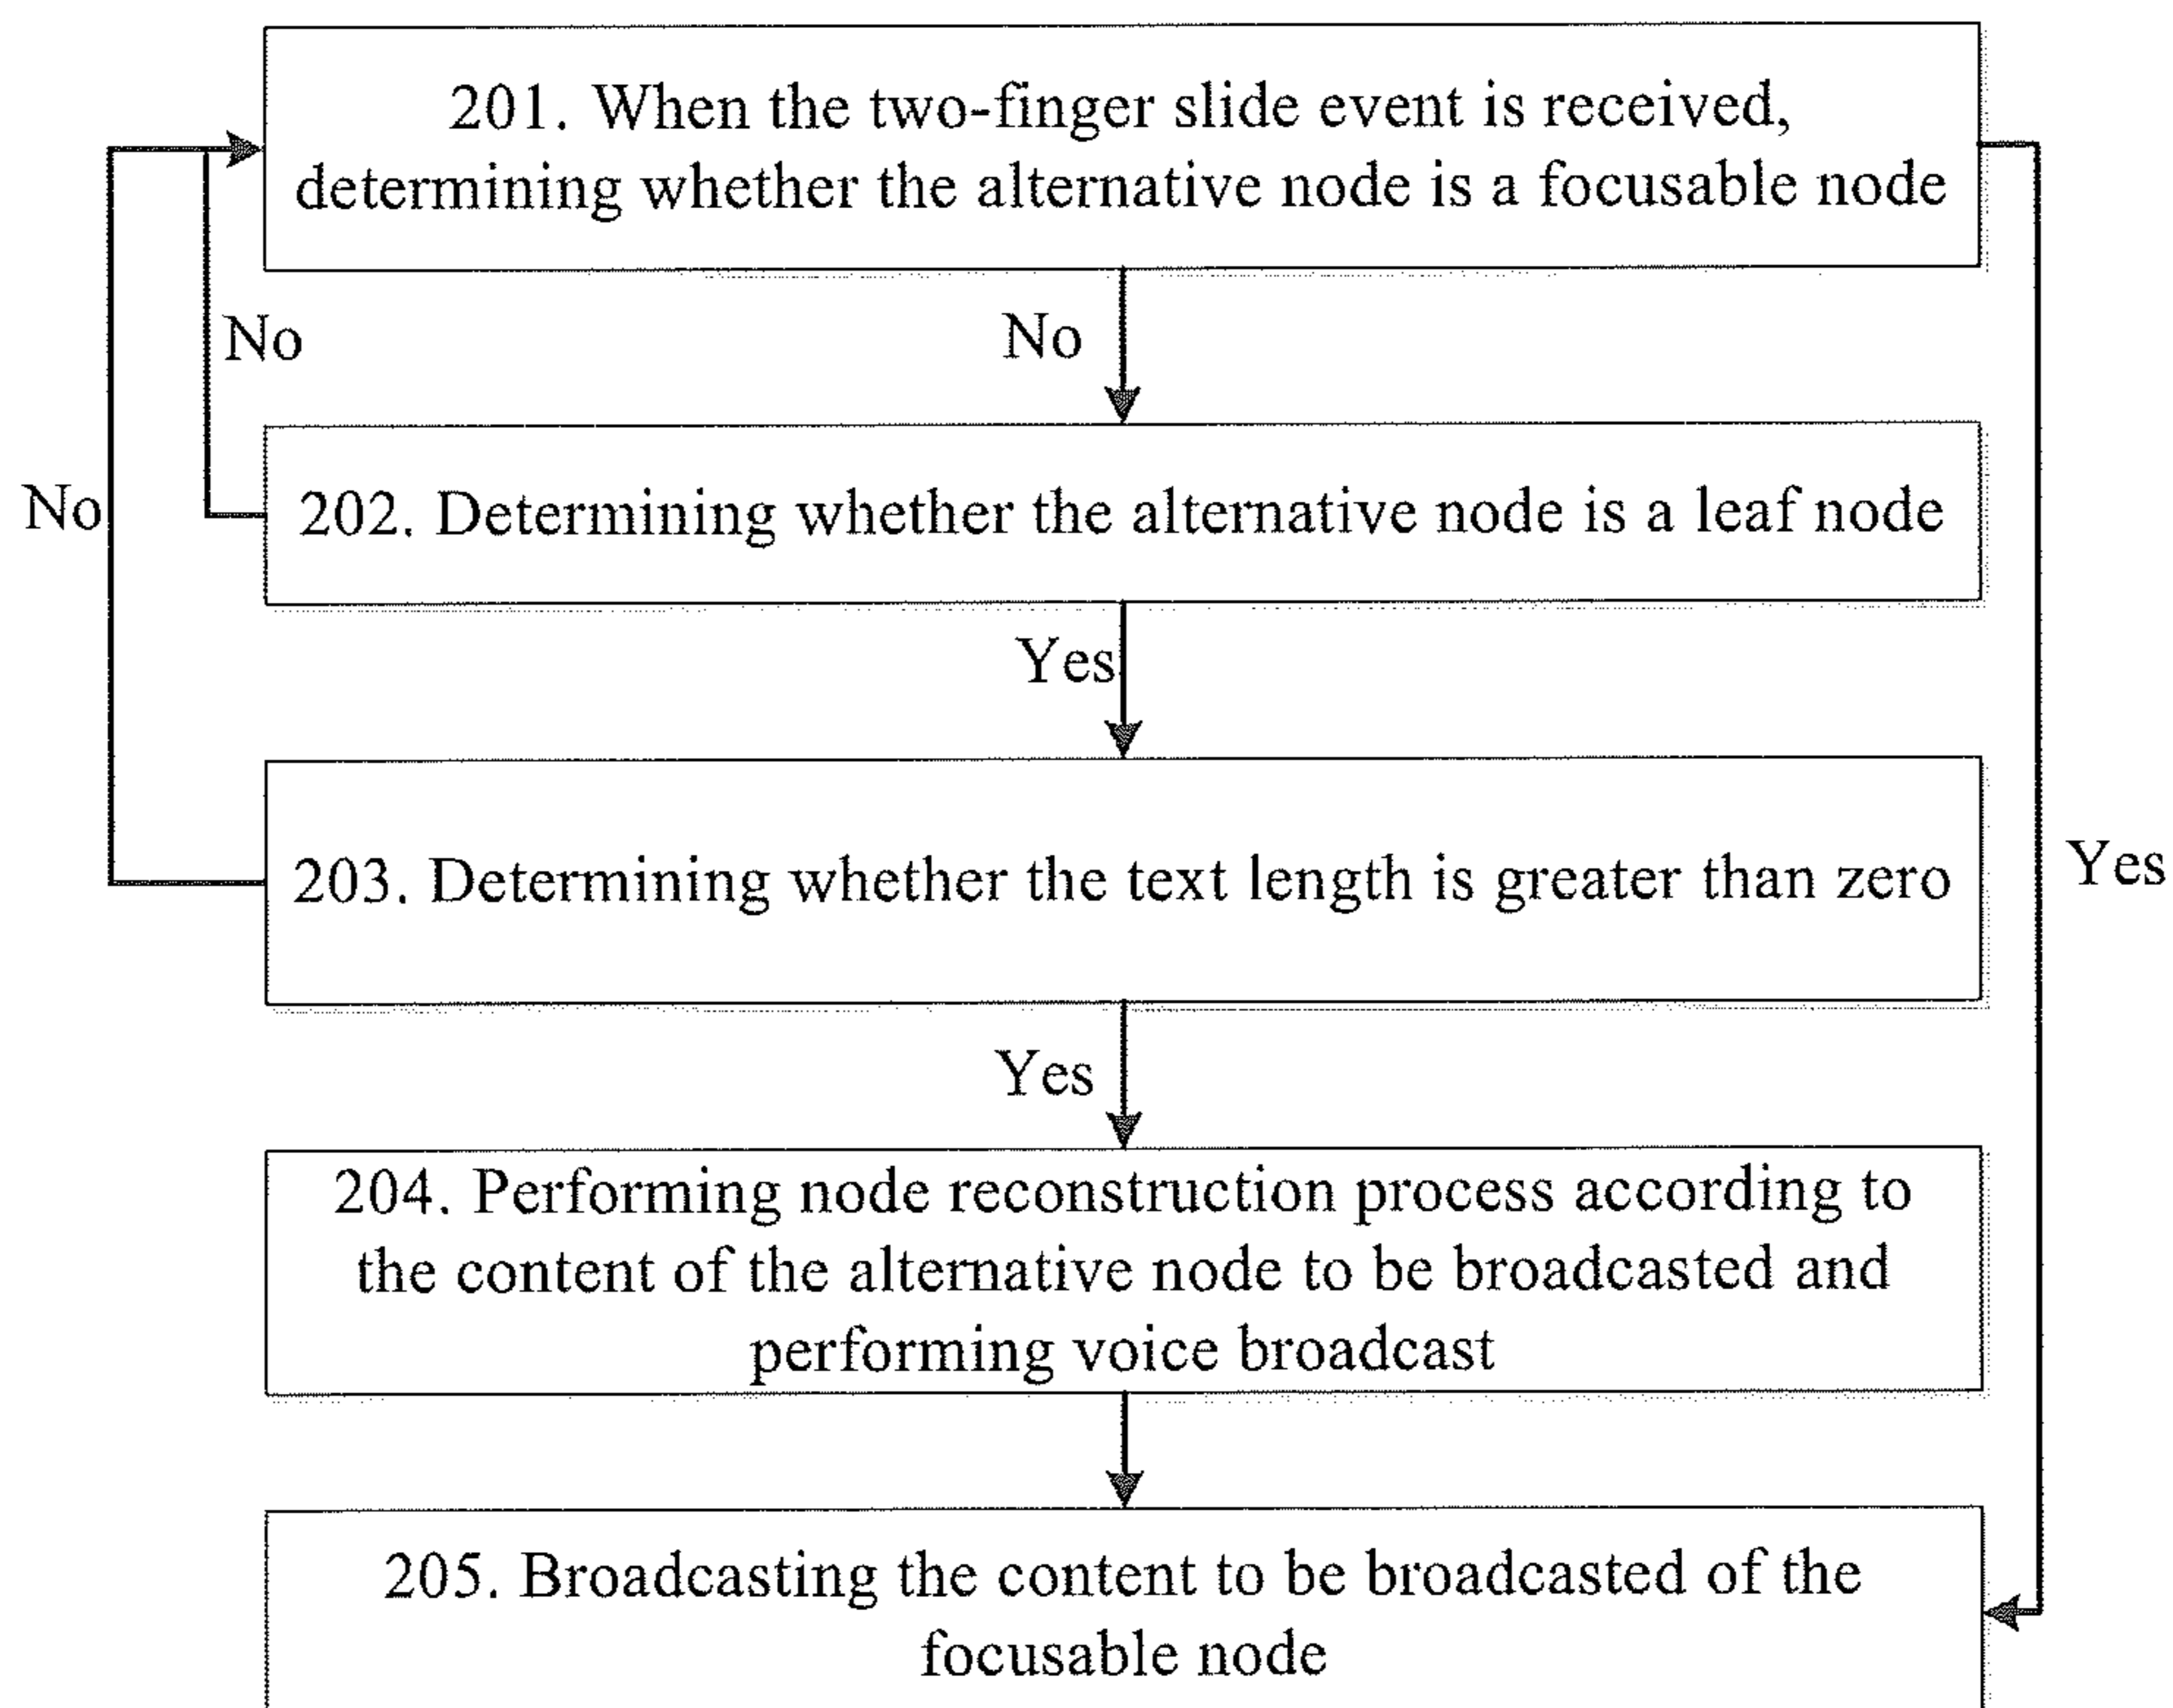 201. When the two-finger slide event is received,
determining whether the alternative node is a focusable node
No
No
No
202. Determining whether the alternative node is a leaf node
Yes
203. Determining whether the text length is greater than zero
Yes
Yes
204. Performing node reconstruction process according to
the content of the alternative node to be broadcasted and
performing voice broadcast
205. Broadcasting the content to be broadcasted of the
focusable node